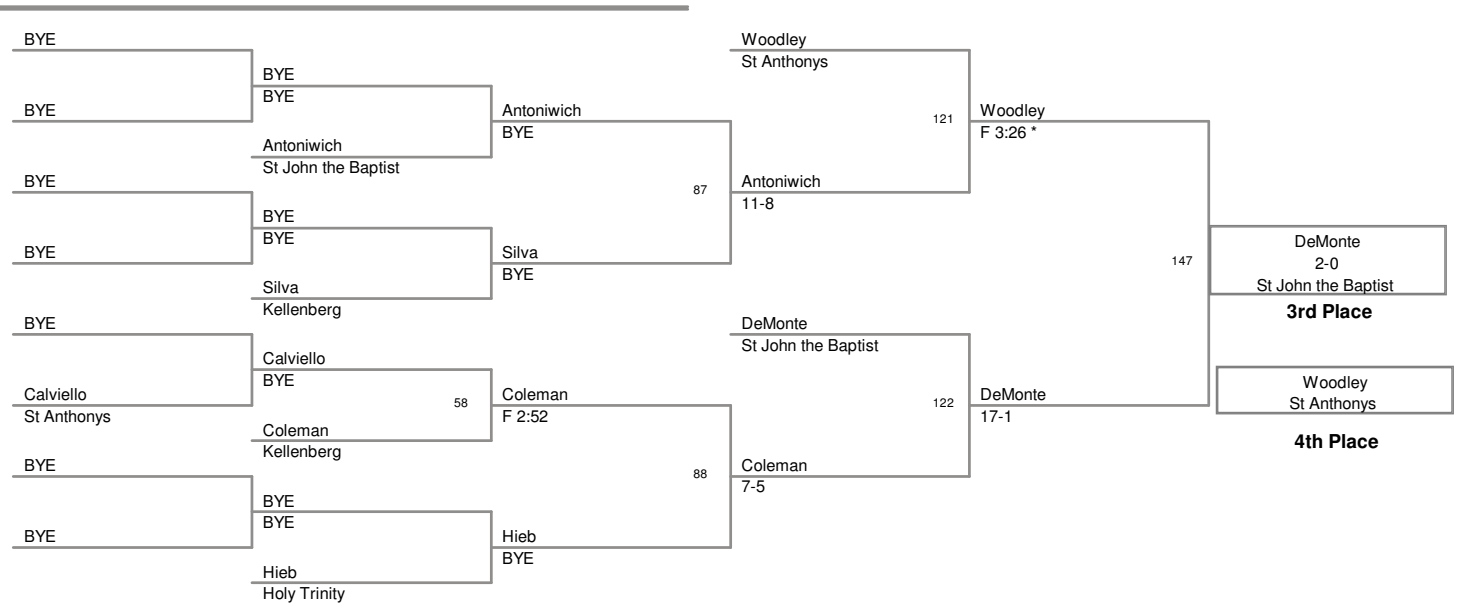 BYE
BYE
BYE
BYE
BYE
Calviello
St Anthonys
BYE
BYE
BYE
BYE
Antoniwich
St John the Baptist
BYE
BYE
Silva
Kellenberg
Calviello
BYE
58
Coleman
Kellenberg
BYE
BYE
Hieb
Holy Trinity
Antoniwich
BYE
87
Silva
BYE
Coleman
F 2:52
88
Hieb
BYE
Woodley
St Anthonys
121
Antoniwich
11-8
DeMonte
St John the Baptist
122
Coleman
7-5
Woodley
F 3:26 *
147
DeMonte
17-1
DeMonte
2-0
St John the Baptist
3rd Place
Woodley
St Anthonys
4th Place